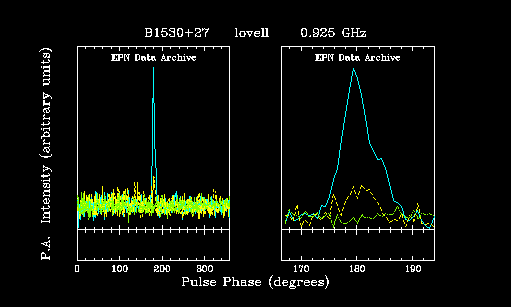 B1530+27 lovell 0.925 GHz
EPN Data Archive EPN Data Archive
P.A. Intensity (arbitrary units)
0 100 200 300 170 180 190
Pulse Phase (degrees)